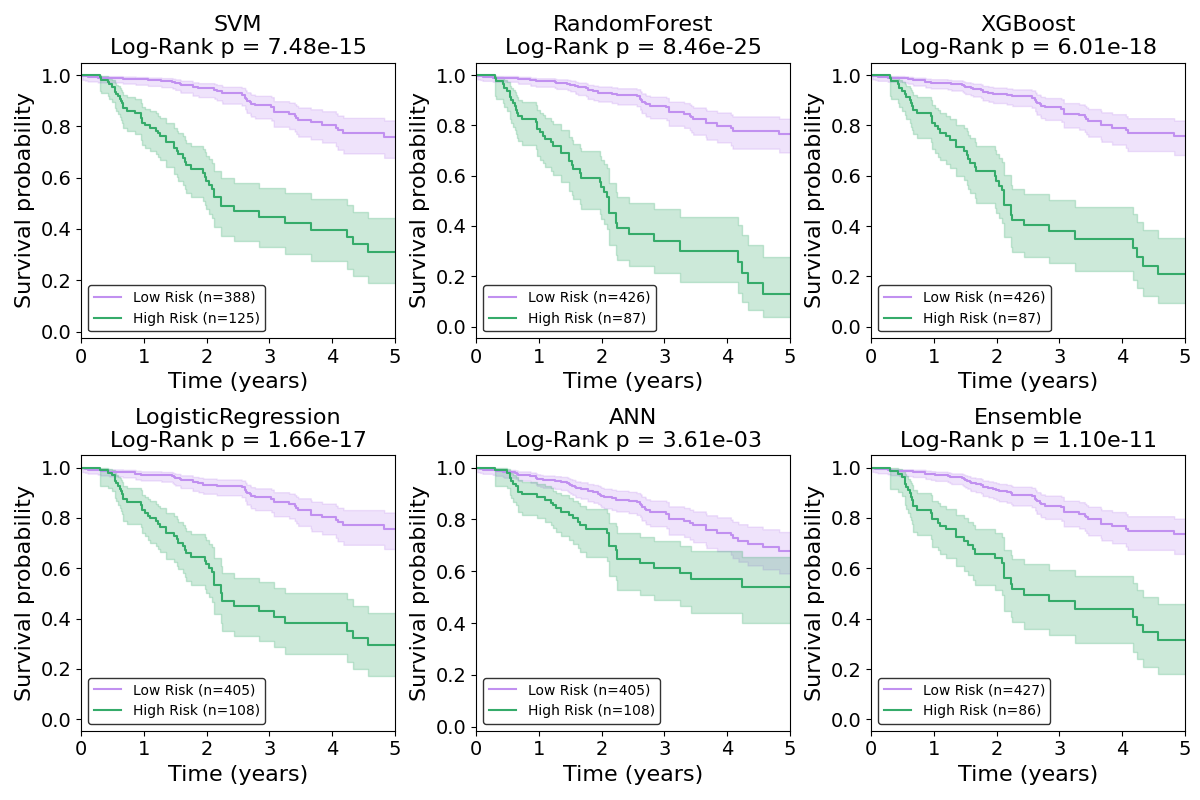 SVM
Log-Rank p = 7.48e-15
Survival probability
1.0
0.8
0.6
0.4
0.2
0.0
Low Risk (n=388)
High Risk (n=125)
0 1 2 3 4 5
Time (years)
RandomForest
Log-Rank p = 8.46e-25
Survival probability
1.0
0.8
0.6
0.4
0.2
0.0
Low Risk (n=426)
High Risk (n=87)
0 1 2 3 4 5
Time (years)
XGBoost
Log-Rank p = 6.01e-18
Survival probability
1.0
0.8
0.6
0.4
0.2
0.0
Low Risk (n=426)
High Risk (n=87)
0 1 2 3 4 5
Time (years)
LogisticRegression
Log-Rank p = 1.66e-17
Survival probability
1.0
0.8
0.6
0.4
0.2
0.0
Low Risk (n=405)
High Risk (n=108)
0 1 2 3 4 5
Time (years)
ANN
Log-Rank p = 3.61e-03
Survival probability
1.0
0.8
0.6
0.4
0.2
0.0
Low Risk (n=405)
High Risk (n=108)
0 1 2 3 4 5
Time (years)
Ensemble
Log-Rank p = 1.10e-11
Survival probability
1.0
0.8
0.6
0.4
0.2
0.0
Low Risk (n=427)
High Risk (n=86)
0 1 2 3 4 5
Time (years)